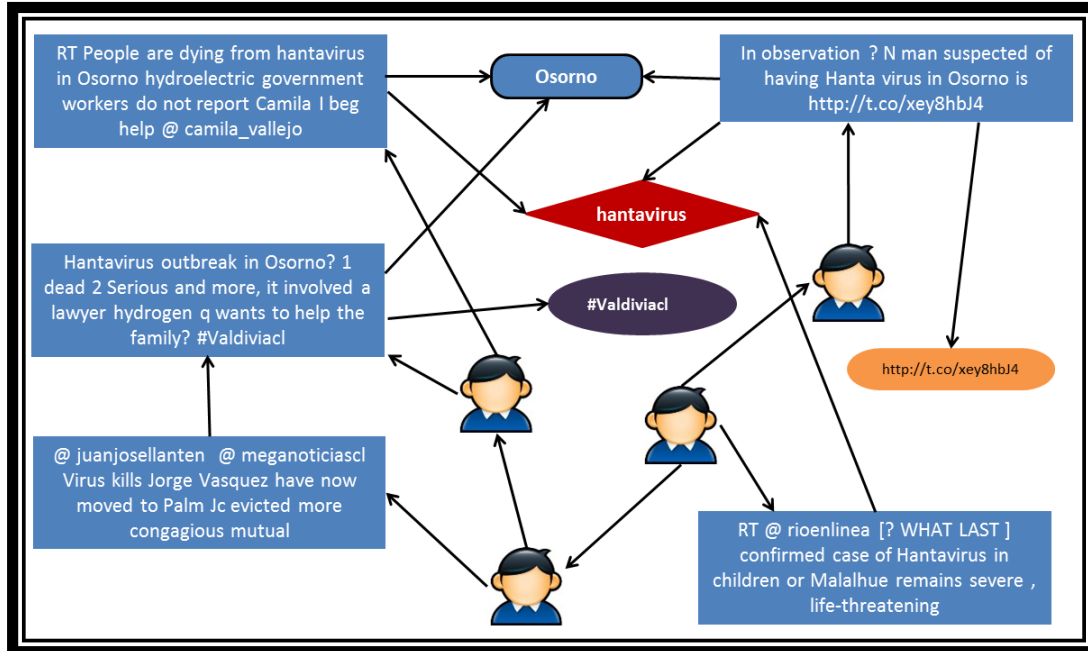 RT People are dying from hantavirus
in Osorno hydroelectric government
workers do not report Camila I beg
help @ camila_vallejo
Osorno
In observation ? N man suspected of
having Hanta virus in Osorno is
http://t.co/xey8hbJ4
hantavirus
Hantavirus outbreak in Osorno? 1
dead 2 Serious and more, it involved a
lawyer hydrogen q wants to help the
family? #Valdiviacl
#Valdiviacl
http://t.co/xey8hbJ4
@ juanjosellanten @ meganoticiascl
Virus kills Jorge Vasquez have now
moved to Palm Jc evicted more
congagious mutual
RT @ rioenlinea [? WHAT LAST ]
confirmed case of Hantavirus in
children or Malalhue remains severe ,
life-threatening